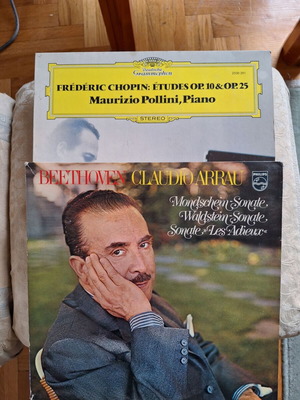 Deutsche
Grammophon
FRÉDÉRIC CHOPIN: ÉTUDES OP. 10 & OP. 25
Maurizio Pollini, Piano
STEREO
BEETHOVEN CLAUDIO ARRAU
PHILIPS
Mondschein-Sonate,
Waldstein-Sonate,
Sonate »Les Adieux«